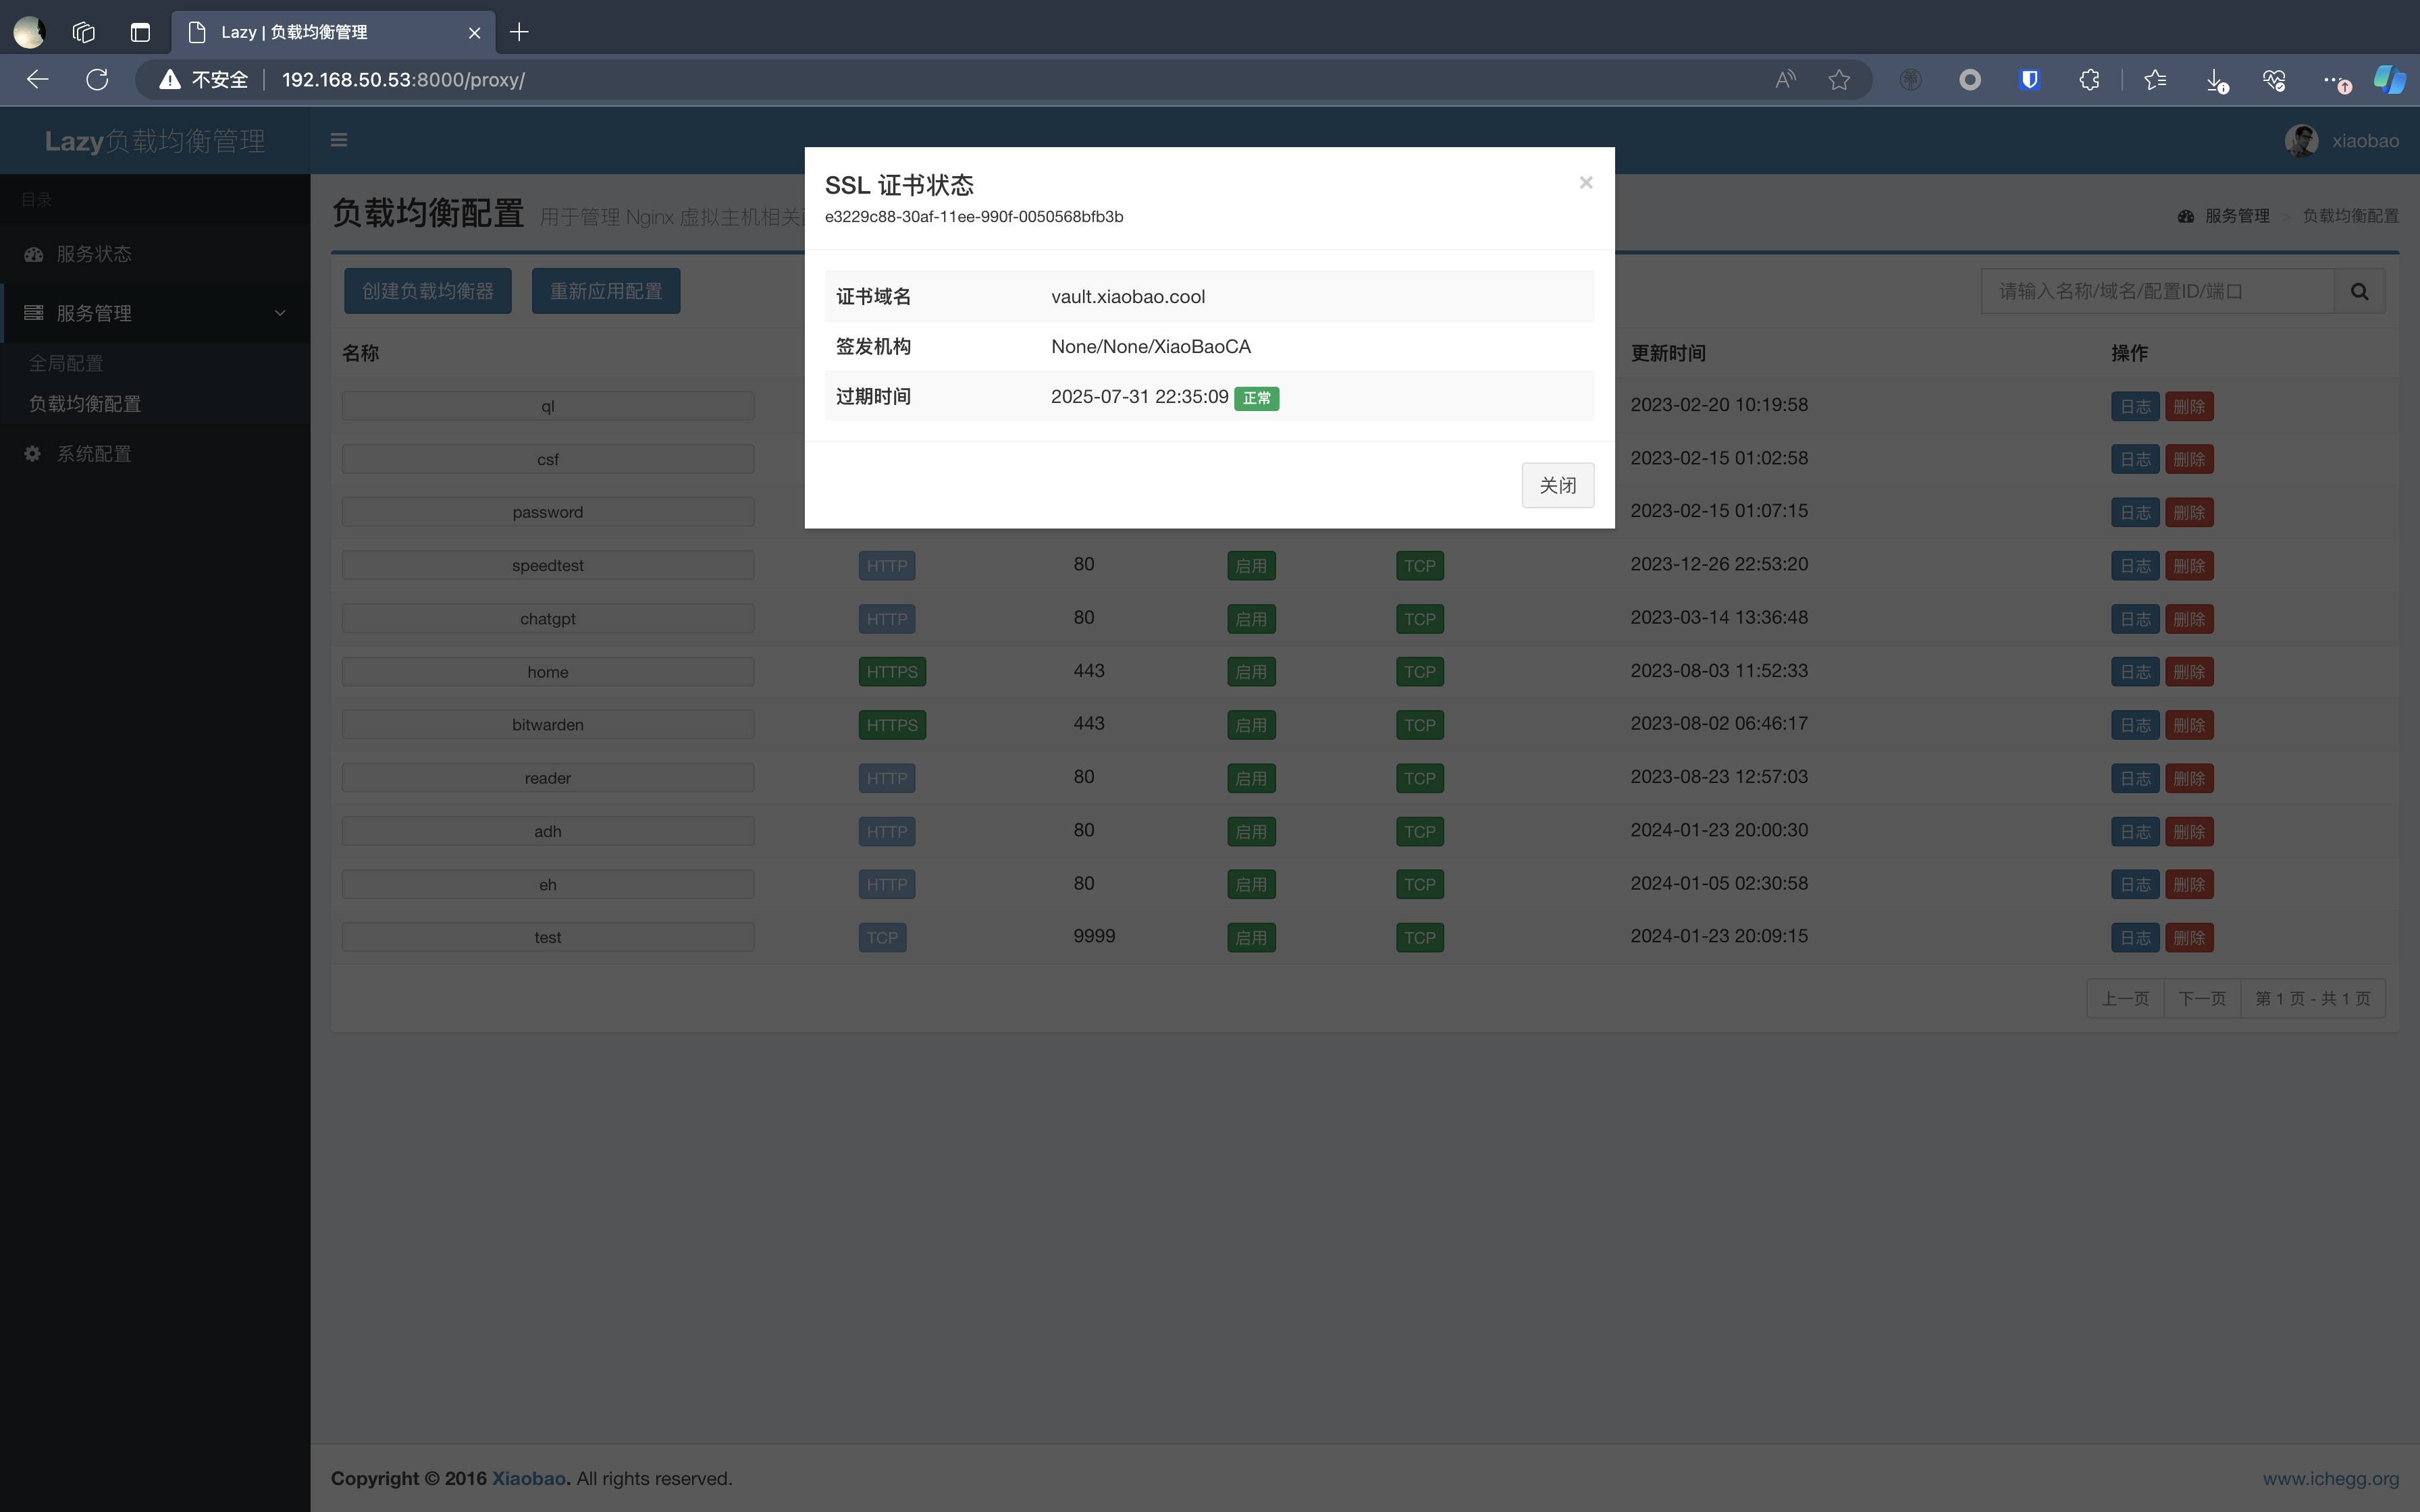 Lazy | 负载均衡管理
不安全 192.168.50.53:8000/proxy/
Lazy负载均衡管理
xiaobao
目录
服务状态
服务管理
全局配置
负载均衡配置
系统配置
负载均衡配置 用于管理 Nginx 虚拟主机相关
服务管理 > 负载均衡配置
创建负载均衡器 重新应用配置
请输入名称/域名/配置ID/端口
SSL 证书状态
×
e3229c88-30af-11ee-990f-0050568bfb3b
证书域名 vault.xiaobao.cool
签发机构 None/None/XiaoBaoCA
过期时间 2025-07-31 22:35:09 正常
关闭
名称 更新时间 操作
ql 2023-02-20 10:19:58 日志 删除
csf 2023-02-15 01:02:58 日志 删除
password 2023-02-15 01:07:15 日志 删除
speedtest HTTP 80 启用 TCP 2023-12-26 22:53:20 日志 删除
chatgpt HTTP 80 启用 TCP 2023-03-14 13:36:48 日志 删除
home HTTPS 443 启用 TCP 2023-08-03 11:52:33 日志 删除
bitwarden HTTPS 443 启用 TCP 2023-08-02 06:46:17 日志 删除
reader HTTP 80 启用 TCP 2023-08-23 12:57:03 日志 删除
adh HTTP 80 启用 TCP 2024-01-23 20:00:30 日志 删除
eh HTTP 80 启用 TCP 2024-01-05 02:30:58 日志 删除
test TCP 9999 启用 TCP 2024-01-23 20:09:15 日志 删除
上一页 下一页 第 1 页 - 共 1 页
Copyright © 2016 Xiaobao. All rights reserved.
www.ichegg.org